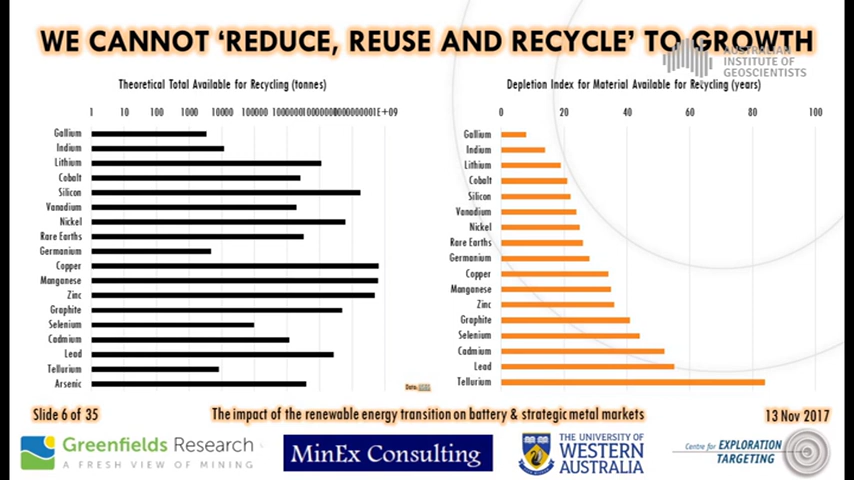 WE CANNOT ‘REDUCE, REUSE AND RECYCLE’ TO GROWTH
AUSTRALIAN
INSTITUTE OF
GEOSCIENTISTS
Theoretical Total Available for Recycling (tonnes)
1 10 100 1000 10000 100000 1000000 10000000 100000000 1E+09
Gallium
Indium
Lithium
Cobalt
Silicon
Vanadium
Nickel
Rare Earths
Germanium
Copper
Manganese
Zinc
Graphite
Selenium
Cadmium
Lead
Tellurium
Arsenic
Data: USGS
Depletion Index for Material Available for Recycling (years)
0 20 40 60 80 100
Gallium
Indium
Lithium
Cobalt
Silicon
Vanadium
Nickel
Rare Earths
Germanium
Copper
Manganese
Zinc
Graphite
Selenium
Cadmium
Lead
Tellurium
Slide 6 of 35
The impact of the renewable energy transition on battery & strategic metal markets
13 Nov 2017
Greenfields Research
A FRESH VIEW OF MINING
MinEx Consulting
THE UNIVERSITY OF
WESTERN
AUSTRALIA
Centre for EXPLORATION
TARGETING